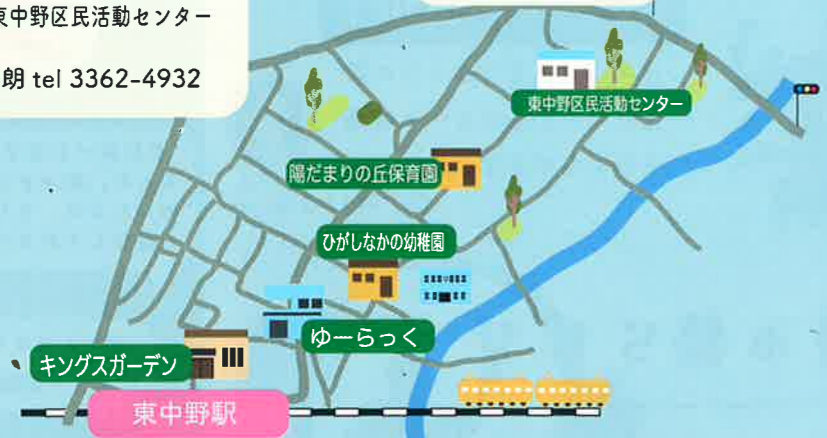 東中野区民活動センター
朗 tel 3362-4932
東中野区民活動センター
陽だまりの丘保育園
ひがしなかの幼稚園
ゆーらっく
キングスガーデン
東中野駅